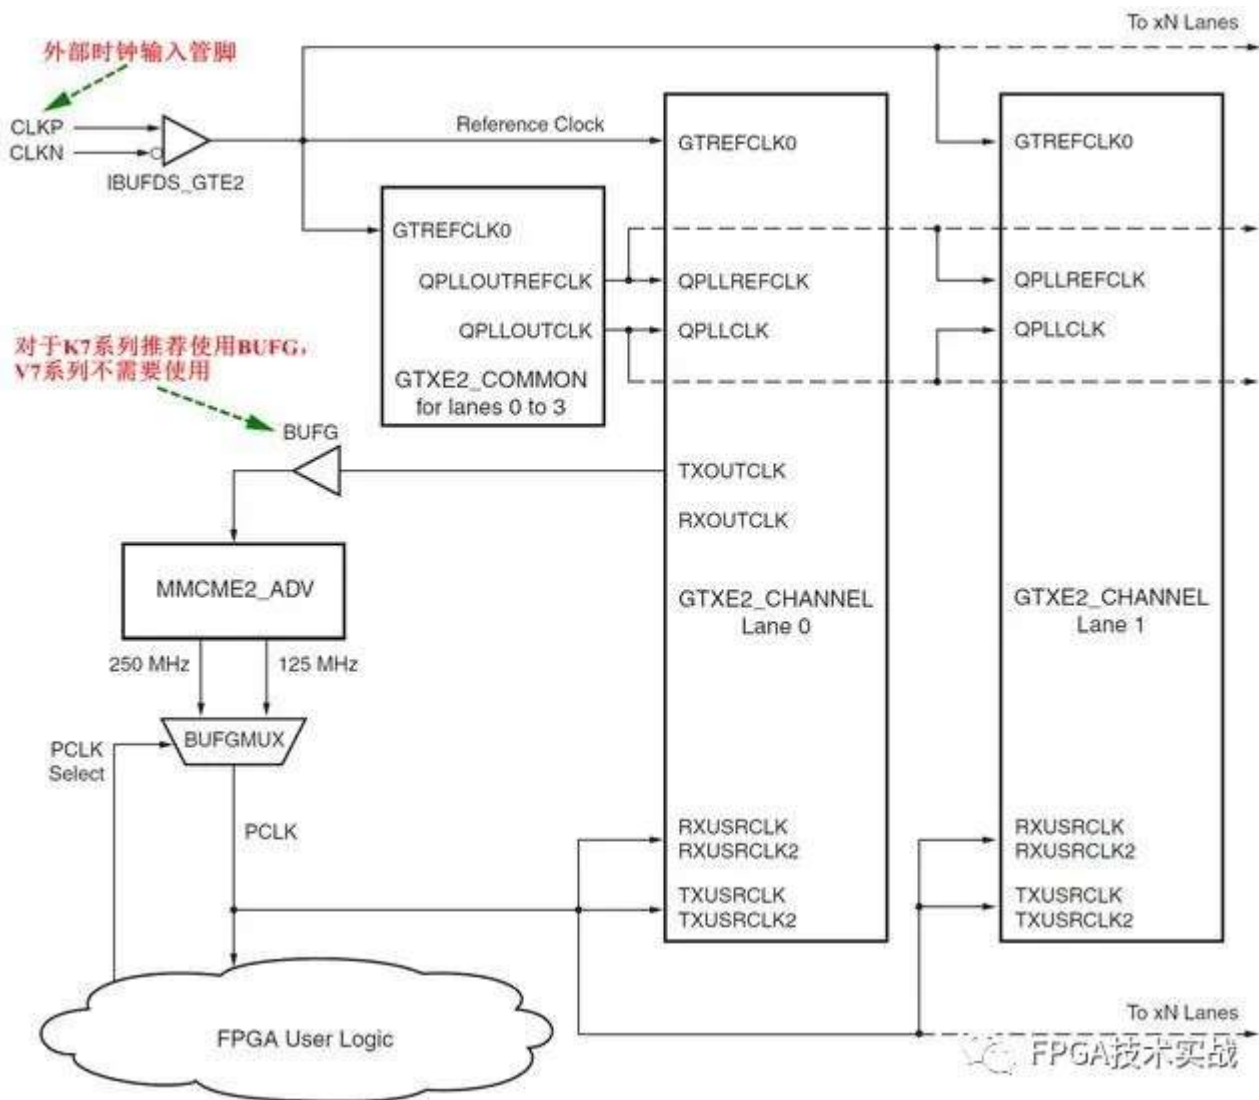 To xN Lanes
外部时钟输入管脚
CLKP
CLKN
IBUFDS_GTE2
Reference Clock
GTREFCLK0
GTREFCLK0
GTREFCLK0
QPLLOUTREFCLK
QPLLREFCLK
QPLLREFCLK
QPLLOUTCLK
QPLLCLK
QPLLCLK
GTXE2_COMMON
for lanes 0 to 3
对于K7系列推荐使用BUFG,
V7系列不需要使用
BUFG
TXOUTCLK
RXOUTCLK
MMCME2_ADV
GTXE2_CHANNEL
Lane 0
GTXE2_CHANNEL
Lane 1
250 MHz
125 MHz
BUFGMUX
PCLK
Select
PCLK
RXUSRCLK
RXUSRCLK2
TXUSRCLK
TXUSRCLK2
RXUSRCLK
RXUSRCLK2
TXUSRCLK
TXUSRCLK2
FPGA User Logic
To xN Lanes
FPGA技术实战